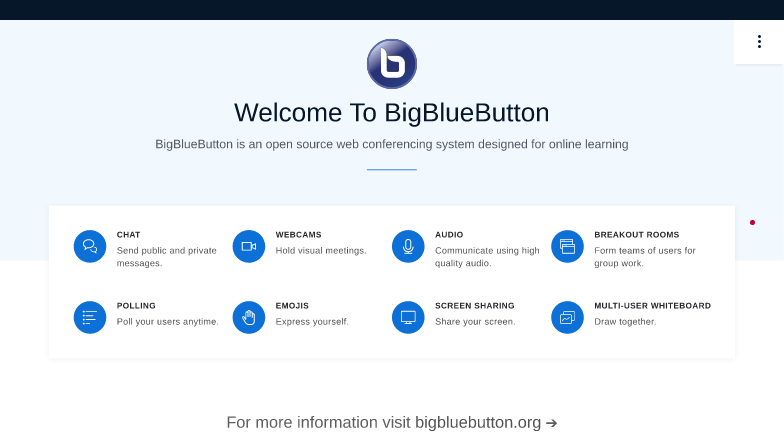 Welcome To BigBlueButton
BigBlueButton is an open source web conferencing system designed for online learning
CHAT
Send public and private
messages.
WEBCAMS
Hold visual meetings.
AUDIO
Communicate using high
quality audio.
BREAKOUT ROOMS
Form teams of users for
group work.
POLLING
Poll your users anytime.
EMOJIS
Express yourself.
SCREEN SHARING
Share your screen.
MULTI-USER WHITEBOARD
Draw together.
For more information visit bigbluebutton.org ➔